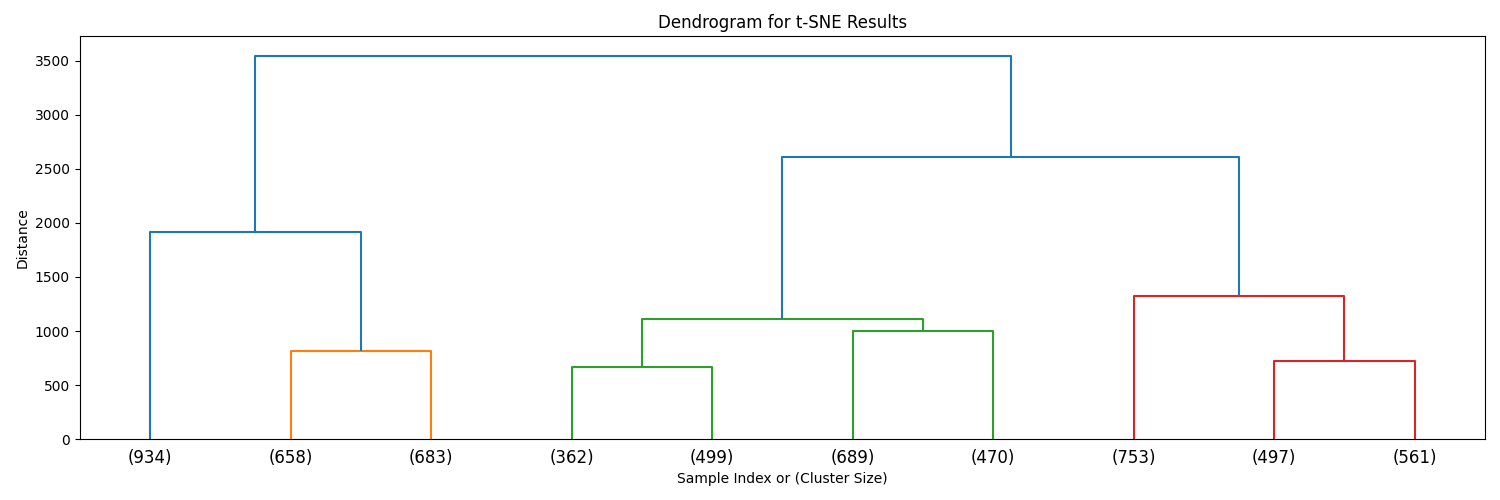 Dendrogram for t-SNE Results
3500
3000
2500
2000
1500
1000
500
0
Distance
(934) (658) (683) (362) (499) (689) (470) (753) (497) (561)
Sample Index or (Cluster Size)